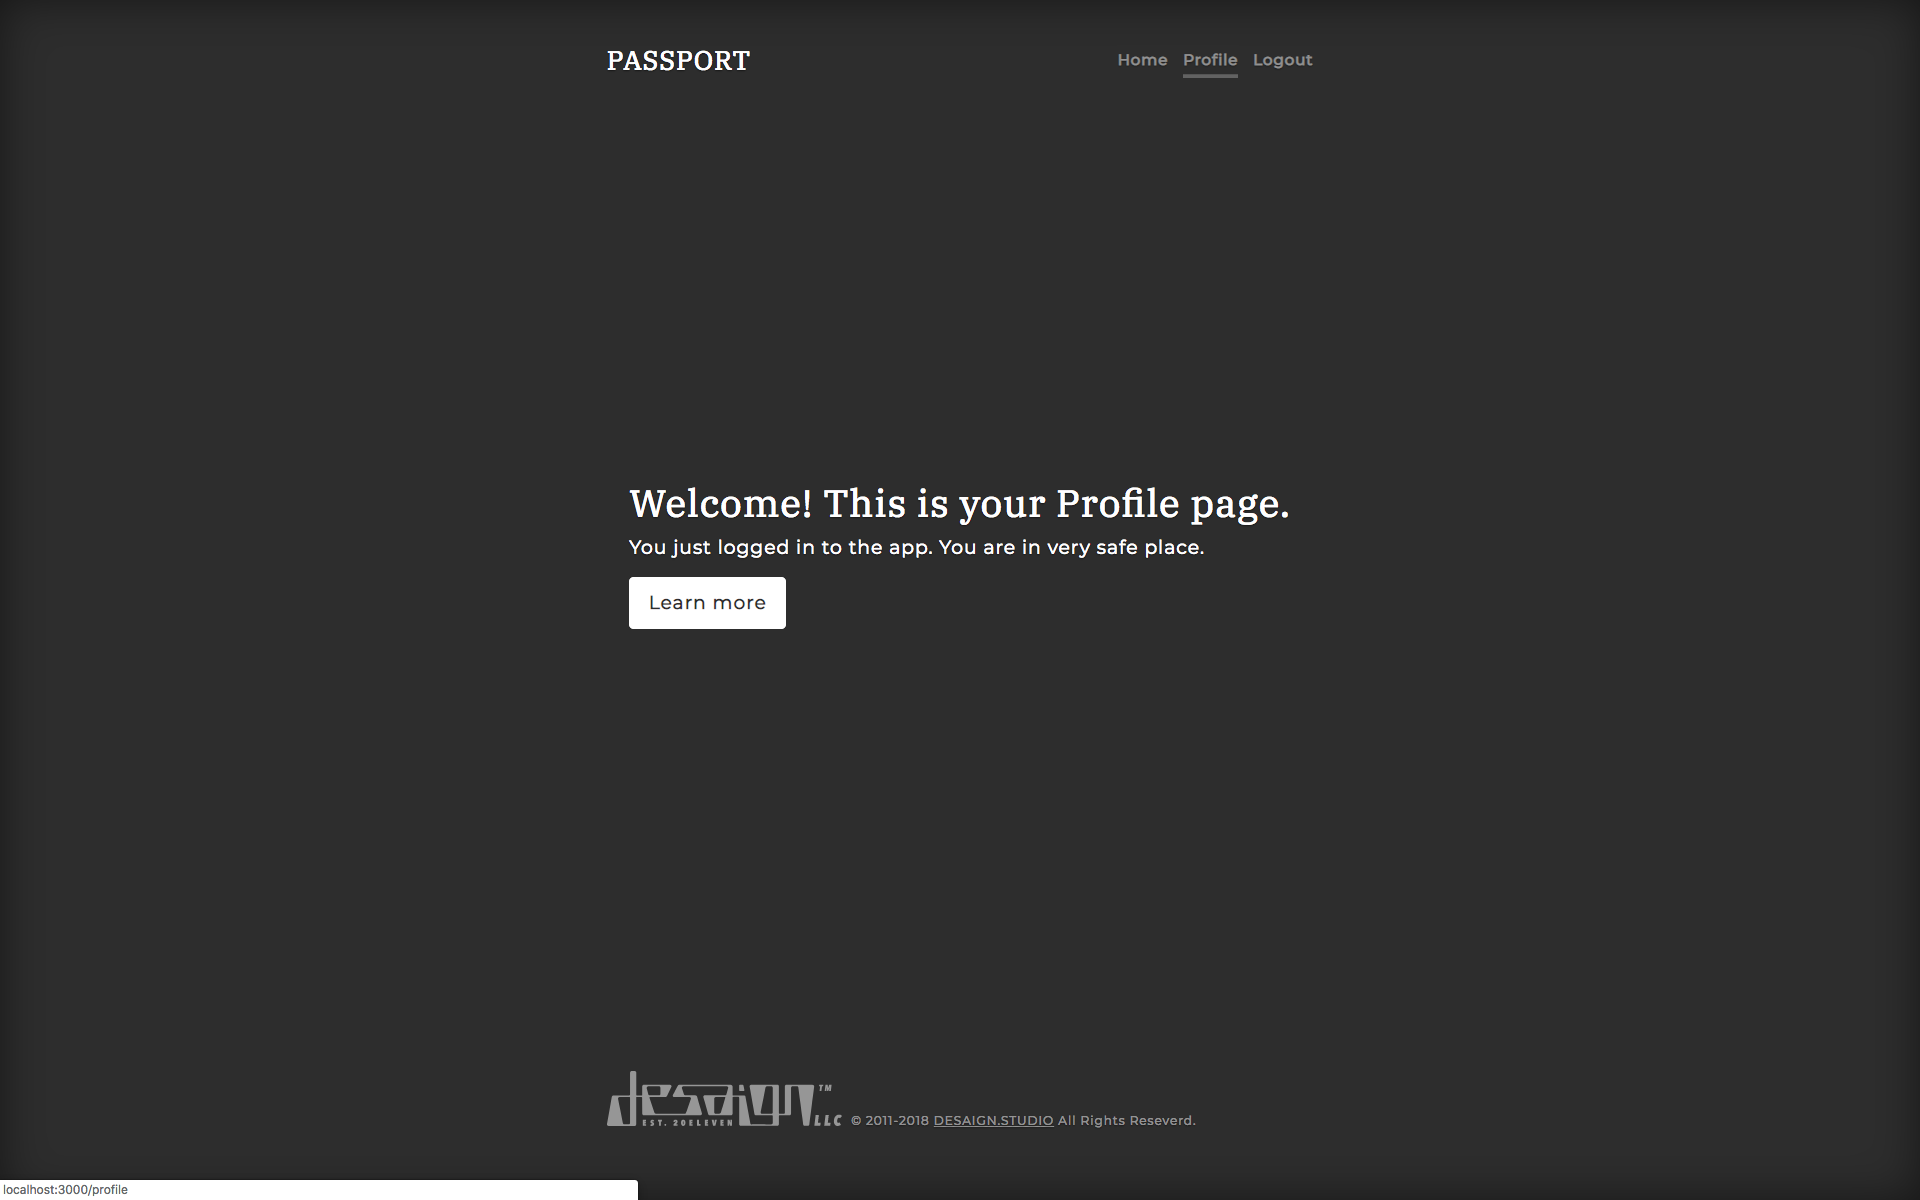 PASSPORT
Home Profile Logout
Welcome! This is your Profile page.
You just logged in to the app. You are in very safe place.
Learn more
desaign TM
EST. 20ELEVEN LLC © 2011-2018 DESAIGN.STUDIO All Rights Reseverd.
localhost:3000/profile